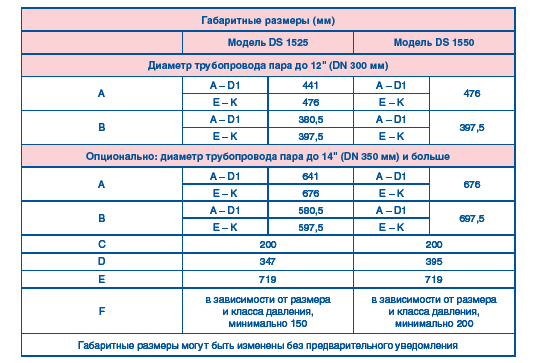 Габаритные размеры (мм)
Модель DS 1525 Модель DS 1550
Диаметр трубопровода пара до 12" (DN 300 мм)
A A – D1 441 A – D1 476
E – K 476 E – K
B A – D1 380,5 A – D1 397,5
E – K 397,5 E – K
Опционально: диаметр трубопровода пара до 14" (DN 350 мм) и больше
A A – D1 641 A – D1 676
E – K 676 E – K
B A – D1 580,5 A – D1 697,5
E – K 597,5 E – K
C 200 200
D 347 395
E 719 719
F в зависимости от размера и класса давления, минимально 150 в зависимости от размера и класса давления, минимально 200
Габаритные размеры могут быть изменены без предварительного уведомления